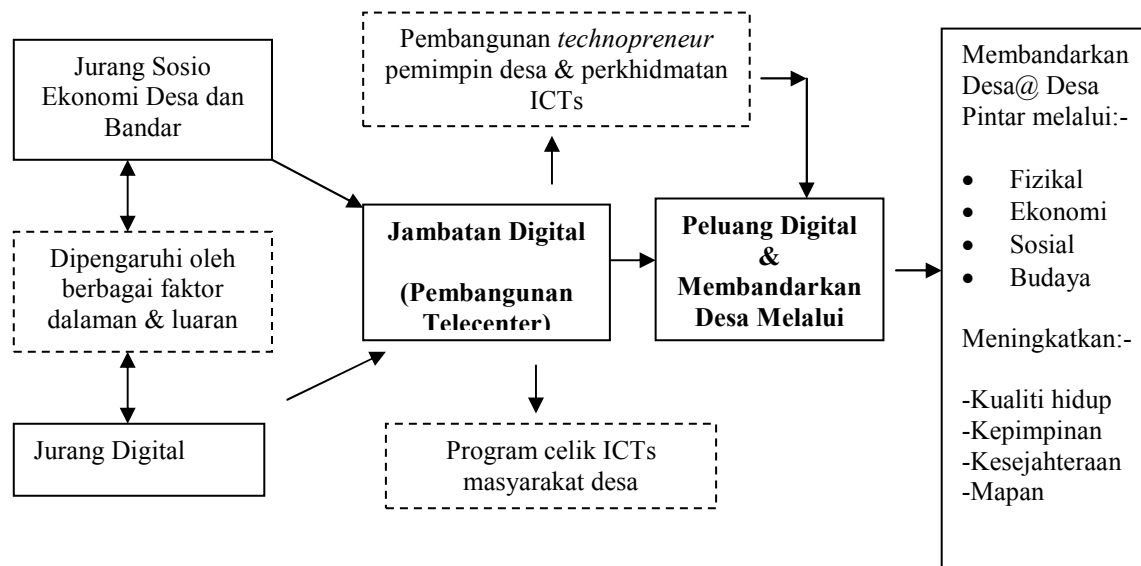 Jurang Sosio
Ekonomi Desa dan
Bandar
Dipengaruhi oleh
berbagai faktor
dalaman & luaran
Jurang Digital
Pembangunan technopreneur
pemimpin desa & perkhidmatan
ICTs
Jambatan Digital
(Pembangunan
Telecenter)
Program celik ICTs
masyarakat desa
Peluang Digital
&
Membandarkan
Desa Melalui
Membandarkan
Desa@ Desa
Pintar melalui:-
• Fizikal
• Ekonomi
• Sosial
• Budaya
Meningkatkan:-
-Kualiti hidup
-Kepimpinan
-Kesejahteraan
-Mapan